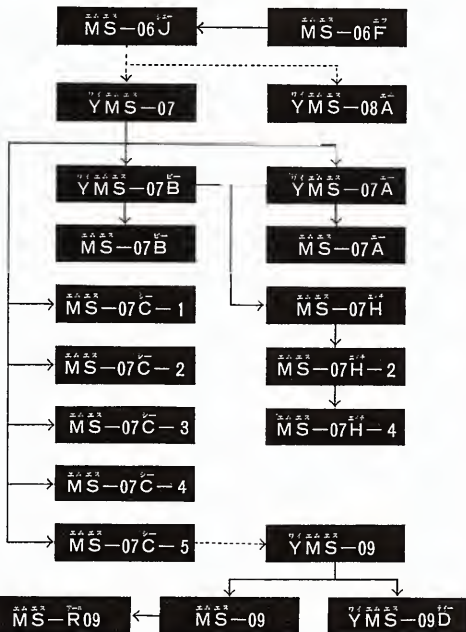 MS-06J MS-06F
YMS-07 YMS-08A
YMS-07B YMS-07A
MS-07B MS-07A
MS-07C-1 MS-07H
MS-07C-2 MS-07H-2
MS-07C-3 MS-07H-4
MS-07C-4
MS-07C-5 YMS-09
MS-R09 MS-09 YMS-09D